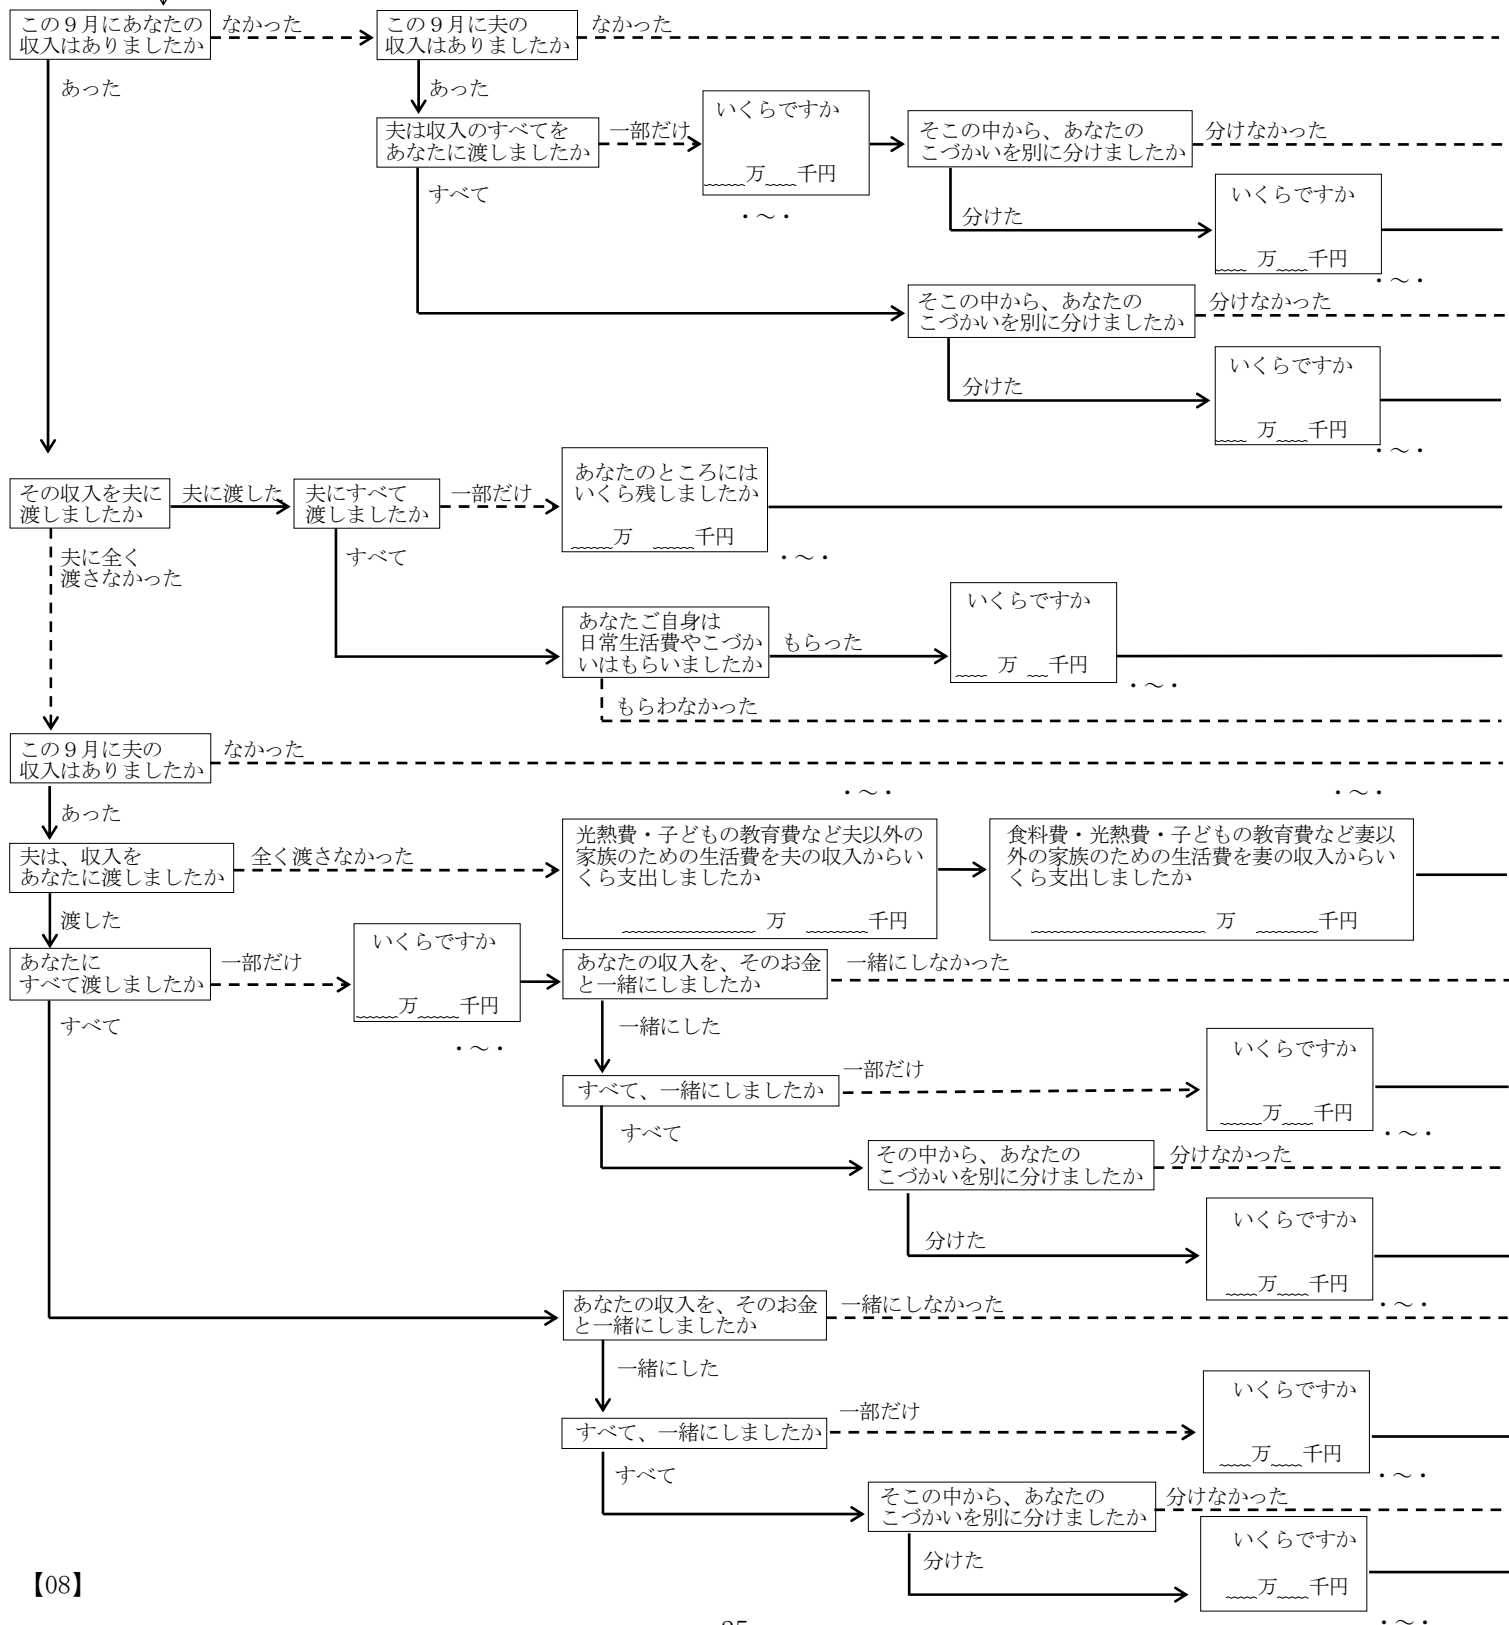 この９月にあなたの
収入はありましたか
なかった
この９月に夫の
収入はありましたか
なかった
あった
あった
夫は収入のすべてを
あなたに渡しましたか
一部だけ
いくらですか
万 千円
・～・
そこの中から、あなたの
こづかいを別に分けましたか
分けなかった
すべて
分けた
いくらですか
万 千円
・～・
そこの中から、あなたの
こづかいを別に分けましたか
分けなかった
分けた
いくらですか
万 千円
・～・
その収入を夫に
渡しましたか
夫に渡した
夫にすべて
渡しましたか
一部だけ
あなたのところには
いくら残しましたか
万 千円
・～・
夫に全く
渡さなかった
すべて
あなたご自身は
日常生活費やこづか
いはもらいましたか
もらった
いくらですか
万 千円
・～・
もらわなかった
この９月に夫の
収入はありましたか
なかった
・～・
・～・
あった
夫は、収入を
あなたに渡しましたか
全く渡さなかった
光熱費・子どもの教育費など夫以外の
家族のための生活費を夫の収入からい
くら支出しましたか
万 千円
食料費・光熱費・子どもの教育費など妻以
外の家族のための生活費を妻の収入からい
くら支出しましたか
万 千円
渡した
あなたに
すべて渡しましたか
一部だけ
いくらですか
万 千円
・～・
あなたの収入を、そのお金
と一緒にしましたか
一緒にしなかった
すべて
一緒にした
すべて、一緒にしましたか
一部だけ
いくらですか
万 千円
・～・
すべて
その中から、あなたの
こづかいを別に分けましたか
分けなかった
分けた
いくらですか
万 千円
・～・
あなたの収入を、そのお金
と一緒にしましたか
一緒にしなかった
一緒にした
すべて、一緒にしましたか
一部だけ
いくらですか
万 千円
・～・
すべて
そこの中から、あなたの
こづかいを別に分けましたか
分けなかった
分けた
いくらですか
万 千円
・～・
【08】